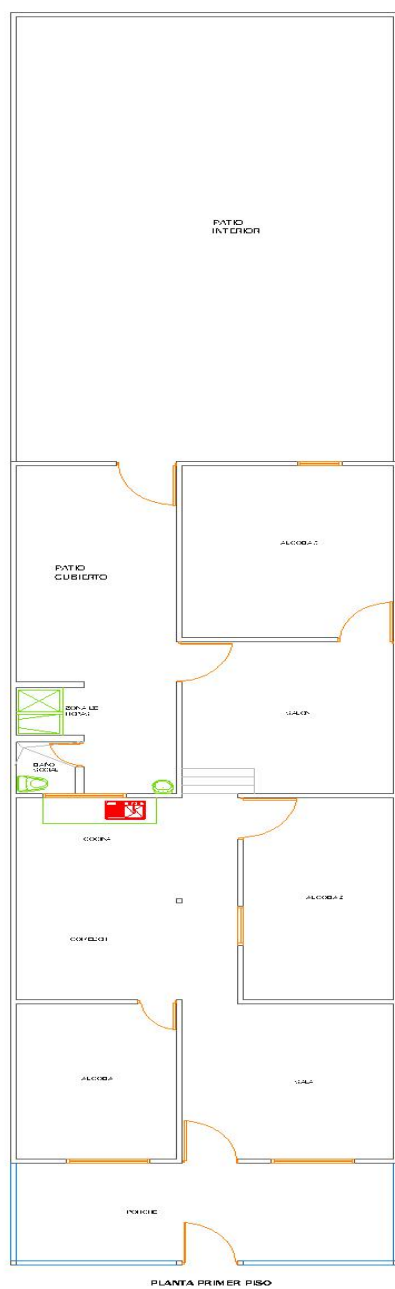 PATIO
INTERIOR
ALCOBA 3
PATIO
CUBIERTO
ZONA DE
ROPAS
SALON
BAÑO
SOCIAL
COCINA
ALCOBA 2
COMEDOR
ALCOBA
SALA
PORCHE
PLANTA PRIMER PISO